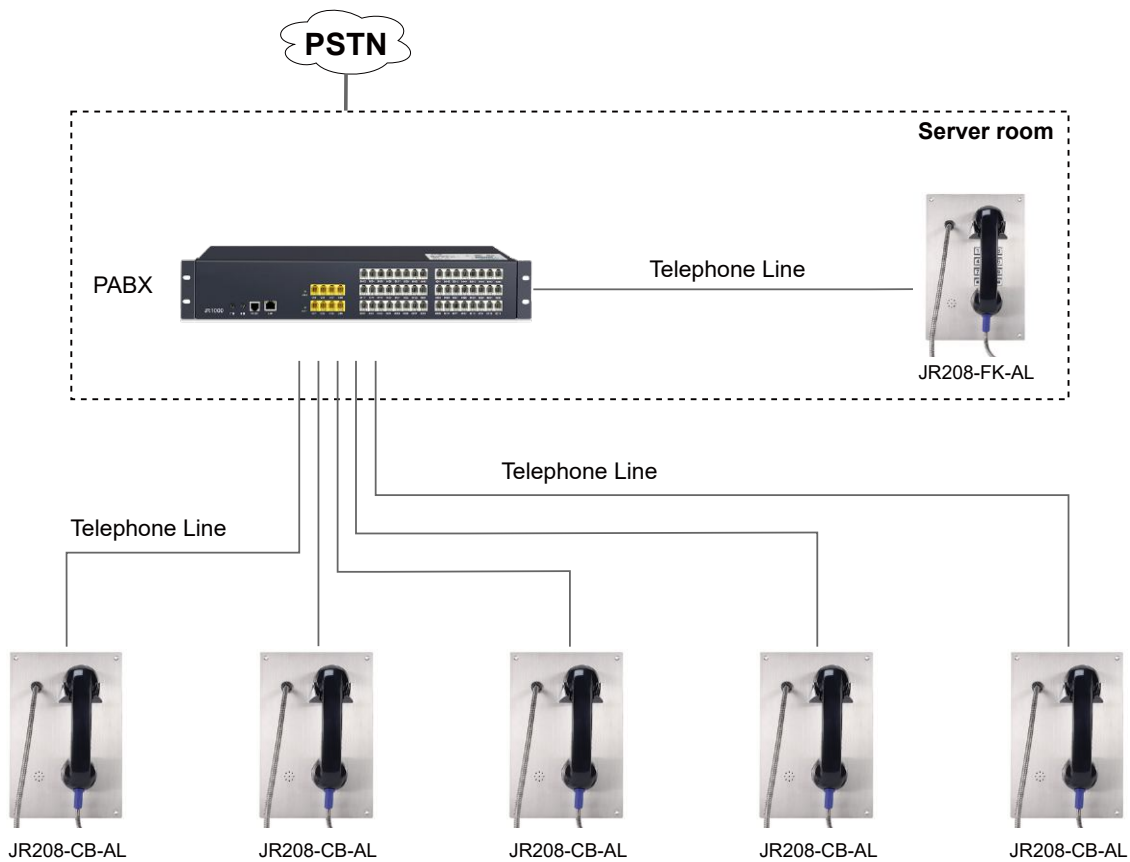 PSTN
Server room
PABX
Telephone Line
JR1000
JR208-FK-AL
Telephone Line
Telephone Line
JR208-CB-AL JR208-CB-AL JR208-CB-AL JR208-CB-AL JR208-CB-AL